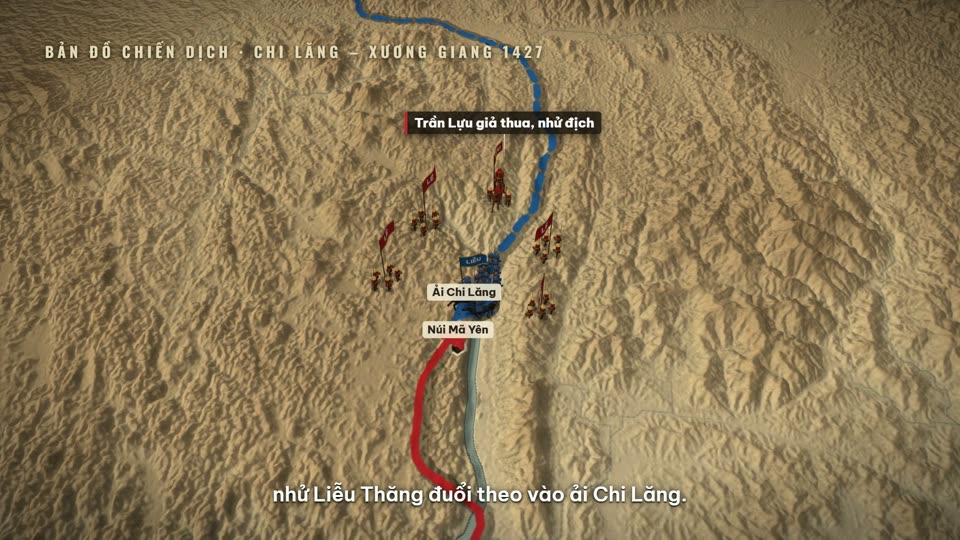 BẢN ĐỒ CHIẾN DỊCH · CHI LĂNG – XƯƠNG GIANG 1427
Trần Lựu giả thua, nhử địch
LIỄU
Ải Chi Lăng
Núi Mã Yên
nhử Liễu Thăng đuổi theo vào ải Chi Lăng.